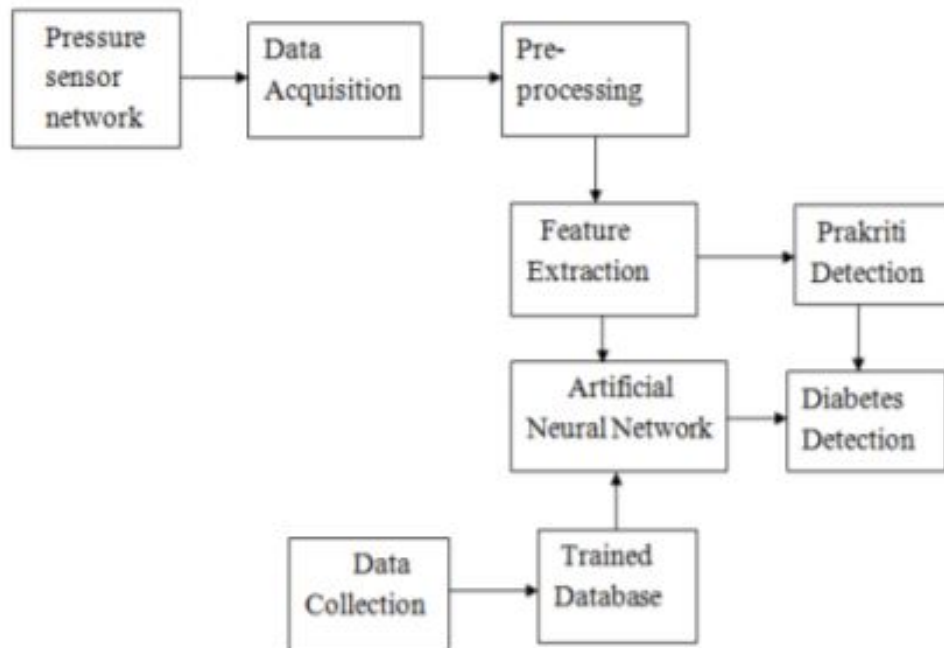 Pressure
sensor
network
Data
Acquisition
Pre-
processing
Feature
Extraction
Prakriti
Detection
Artificial
Neural Network
Diabetes
Detection
Data
Collection
Trained
Database